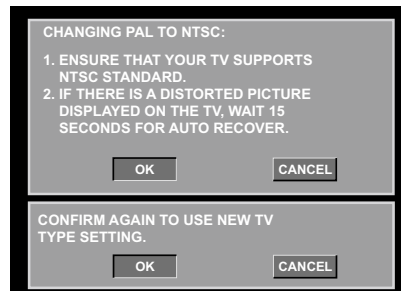 CHANGING PAL TO NTSC:
1. ENSURE THAT YOUR TV SUPPORTS
NTSC STANDARD.
2. IF THERE IS A DISTORTED PICTURE
DISPLAYED ON THE TV, WAIT 15
SECONDS FOR AUTO RECOVER.
OK CANCEL
CONFIRM AGAIN TO USE NEW TV
TYPE SETTING.
OK CANCEL